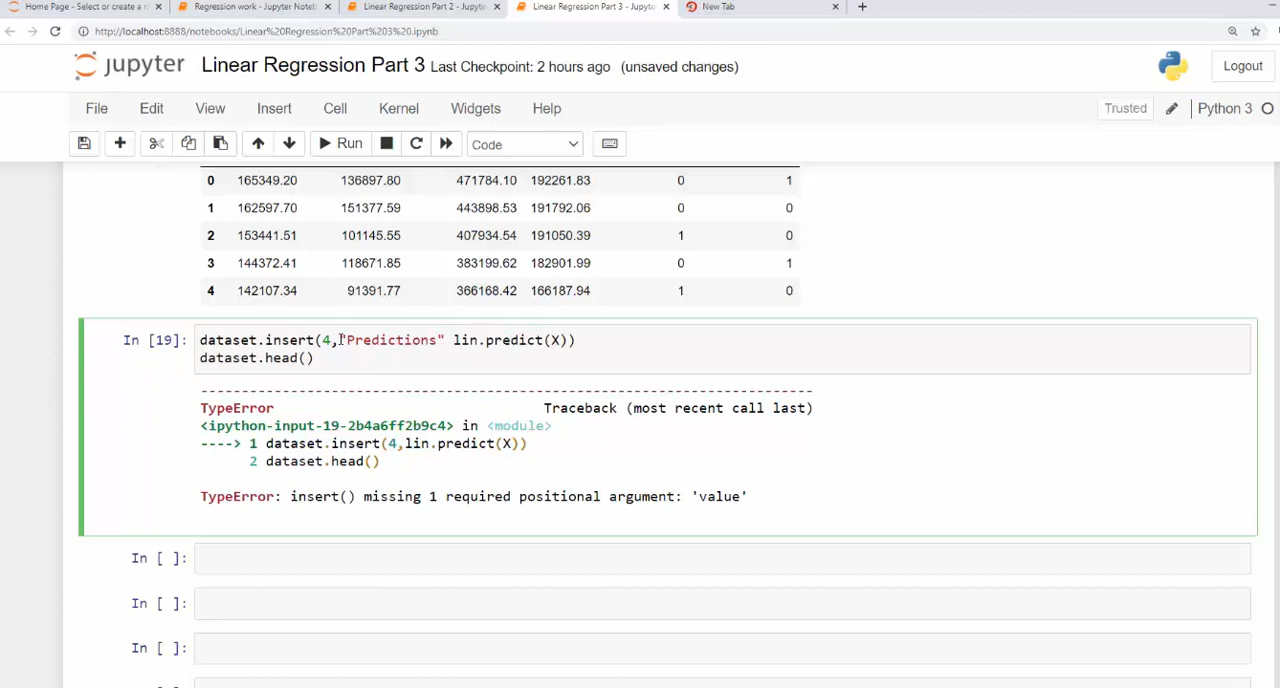 Home Page - Select or create a n
Regression work - Jupyter Noteb
Linear Regression Part 2 - Jupyte
Linear Regression Part 3 - Jupyte
New Tab
http://localhost:8888/notebooks/Linear%20Regression%20Part%203%20.ipynb
jupyter Linear Regression Part 3 Last Checkpoint: 2 hours ago (unsaved changes) Logout
File Edit View Insert Cell Kernel Widgets Help Trusted Python 3
Run Code
0 165349.20 136897.80 471784.10 192261.83 0 1
1 162597.70 151377.59 443898.53 191792.06 0 0
2 153441.51 101145.55 407934.54 191050.39 1 0
3 144372.41 118671.85 383199.62 182901.99 0 1
4 142107.34 91391.77 366168.42 166187.94 1 0
In [19]: dataset.insert(4,"Predictions" lin.predict(X))
dataset.head()
---------------------------------------------------------------------------
TypeError Traceback (most recent call last)
<ipython-input-19-2b4a6ff2b9c4> in <module>
----> 1 dataset.insert(4,lin.predict(X))
2 dataset.head()
TypeError: insert() missing 1 required positional argument: 'value'
In [ ]:
In [ ]:
In [ ]: